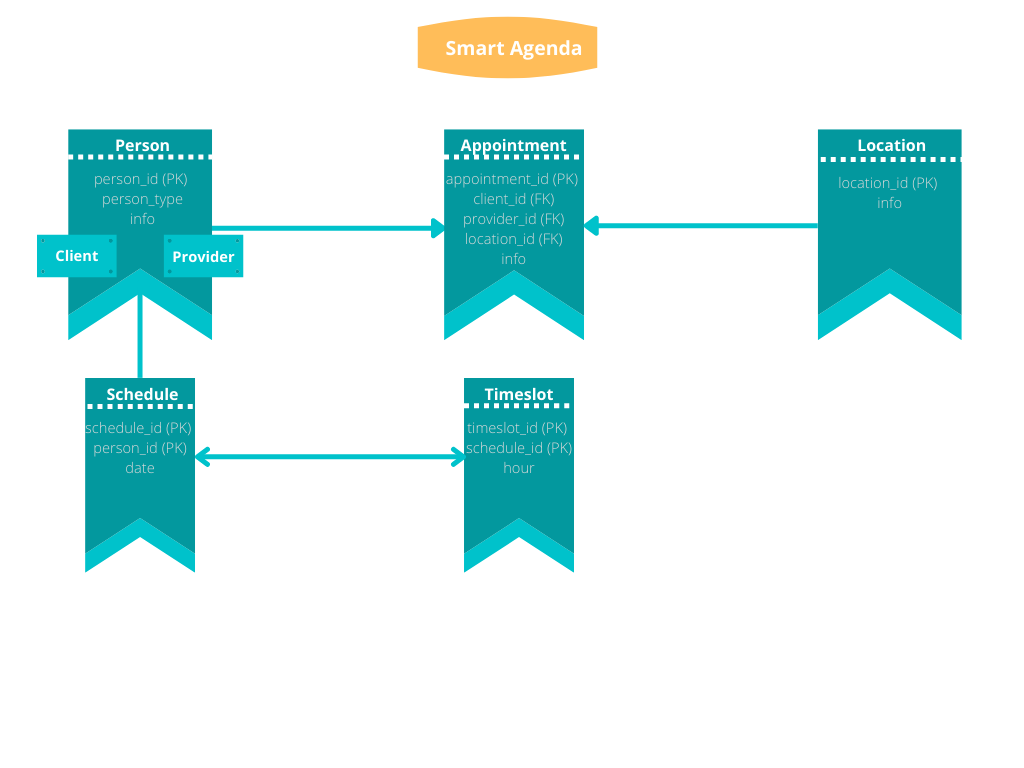 Smart Agenda
Person
person_id (PK)
person_type
info
Client
Provider
Appointment
appointment_id (PK)
client_id (FK)
provider_id (FK)
location_id (FK)
info
Location
location_id (PK)
info
Schedule
schedule_id (PK)
person_id (PK)
date
Timeslot
timeslot_id (PK)
schedule_id (PK)
hour